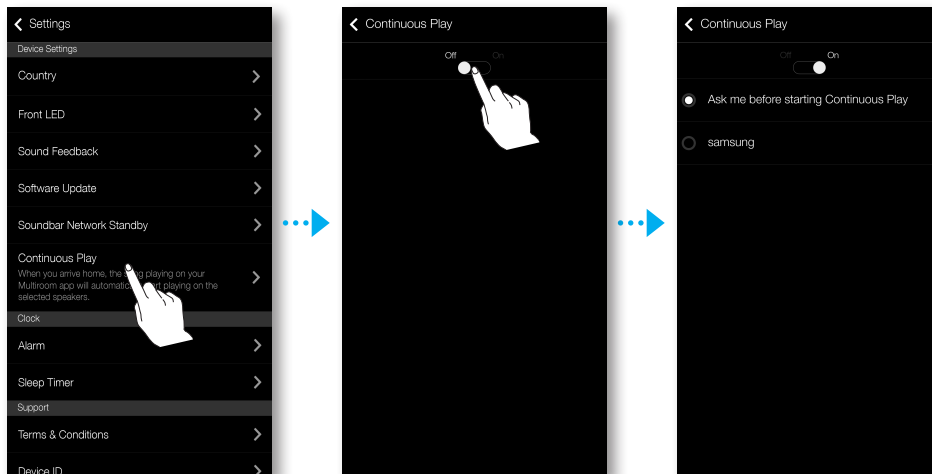 Settings
Device Settings
Country
Front LED
Sound Feedback
Software Update
Soundbar Network Standby
Continuous Play
When you arrive home, the playing on your
Multiroom app will playing on the
selected speakers.
Clock
Alarm
Sleep Timer
Support
Terms & Conditions
Device ID
Continuous Play
Off On
Continuous Play
Off On
Ask me before starting Continuous Play
samsung